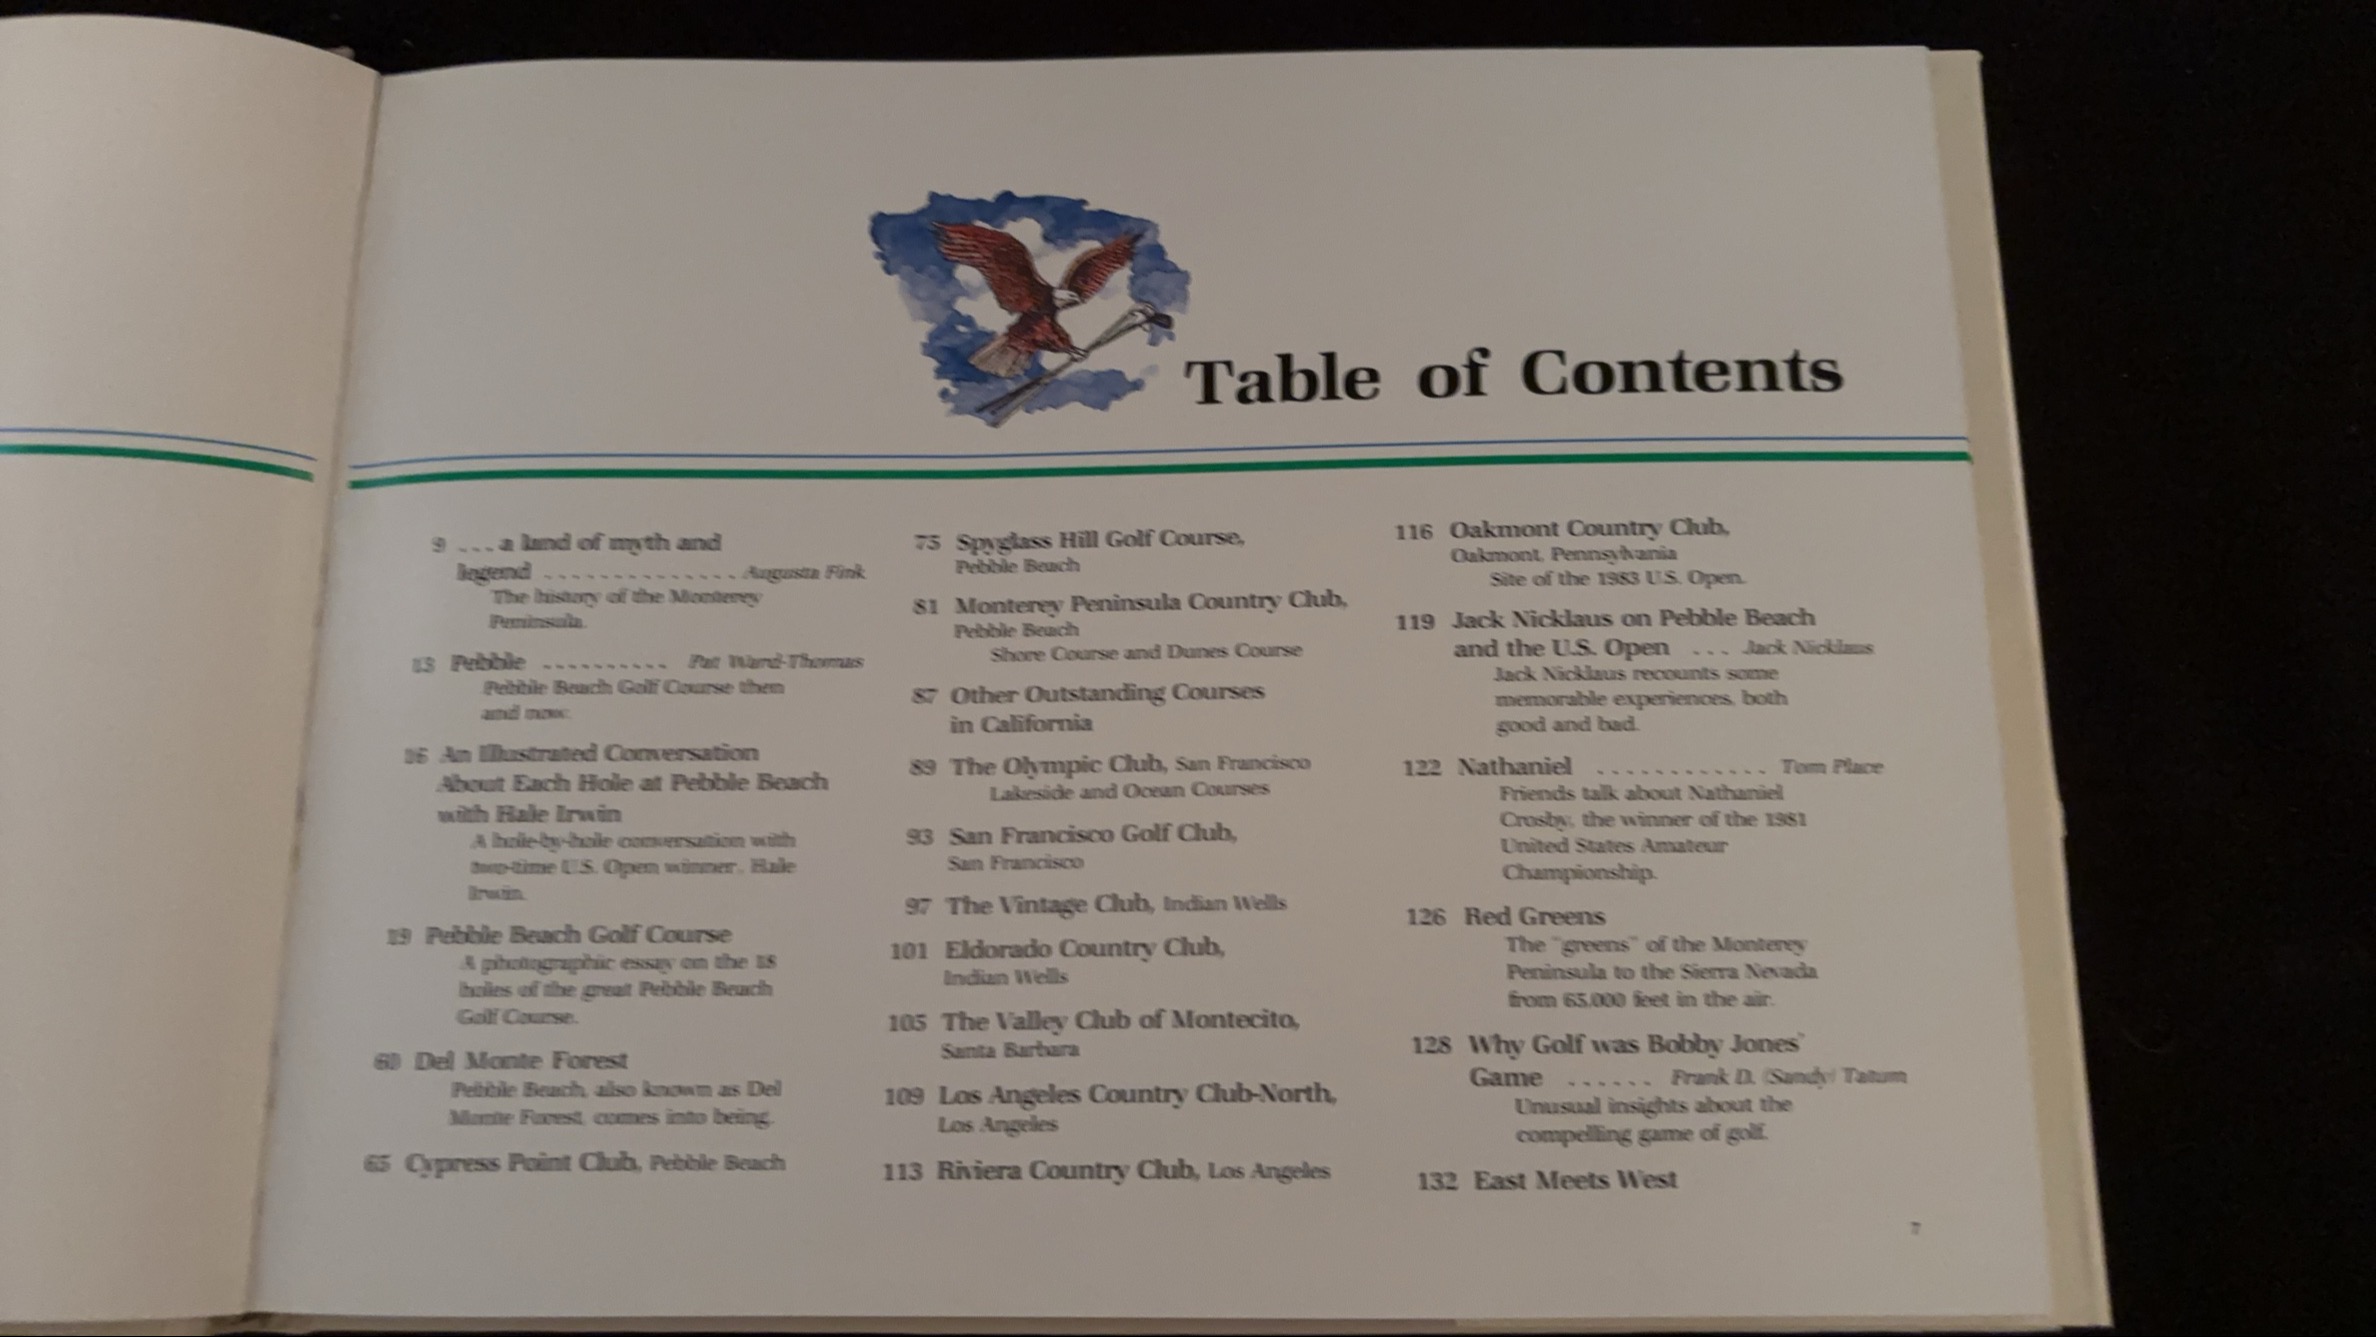 Table of Contents
9 ... a land of myth and
legend .............. Augusta Fink
The history of the Monterey
Peninsula.
13 Pebble .......... Pat Ward-Thomas
Pebble Beach Golf Course then
and now.
16 An Illustrated Conversation
About Each Hole at Pebble Beach
with Hale Irwin
A hole-by-hole conversation with
two-time U.S. Open winner, Hale
Irwin.
19 Pebble Beach Golf Course
A photographic essay on the 18
holes of the great Pebble Beach
Golf Course.
61 Del Monte Forest
Pebble Beach, also known as Del
Monte Forest, comes into being.
65 Cypress Point Club, Pebble Beach
75 Spyglass Hill Golf Course,
Pebble Beach
81 Monterey Peninsula Country Club,
Pebble Beach
Shore Course and Dunes Course
87 Other Outstanding Courses
in California
89 The Olympic Club, San Francisco
Lakeside and Ocean Courses
93 San Francisco Golf Club,
San Francisco
97 The Vintage Club, Indian Wells
101 Eldorado Country Club,
Indian Wells
105 The Valley Club of Montecito,
Santa Barbara
109 Los Angeles Country Club-North,
Los Angeles
113 Riviera Country Club, Los Angeles
116 Oakmont Country Club,
Oakmont, Pennsylvania
Site of the 1983 U.S. Open.
119 Jack Nicklaus on Pebble Beach
and the U.S. Open ... Jack Nicklaus
Jack Nicklaus recounts some
memorable experiences, both
good and bad.
122 Nathaniel ............ Tom Place
Friends talk about Nathaniel
Crosby, the winner of the 1981
United States Amateur
Championship.
126 Red Greens
The "greens" of the Monterey
Peninsula to the Sierra Nevada
from 65,000 feet in the air.
128 Why Golf was Bobby Jones'
Game ...... Frank D. (Sandy) Tatum
Unusual insights about the
compelling game of golf.
132 East Meets West
7